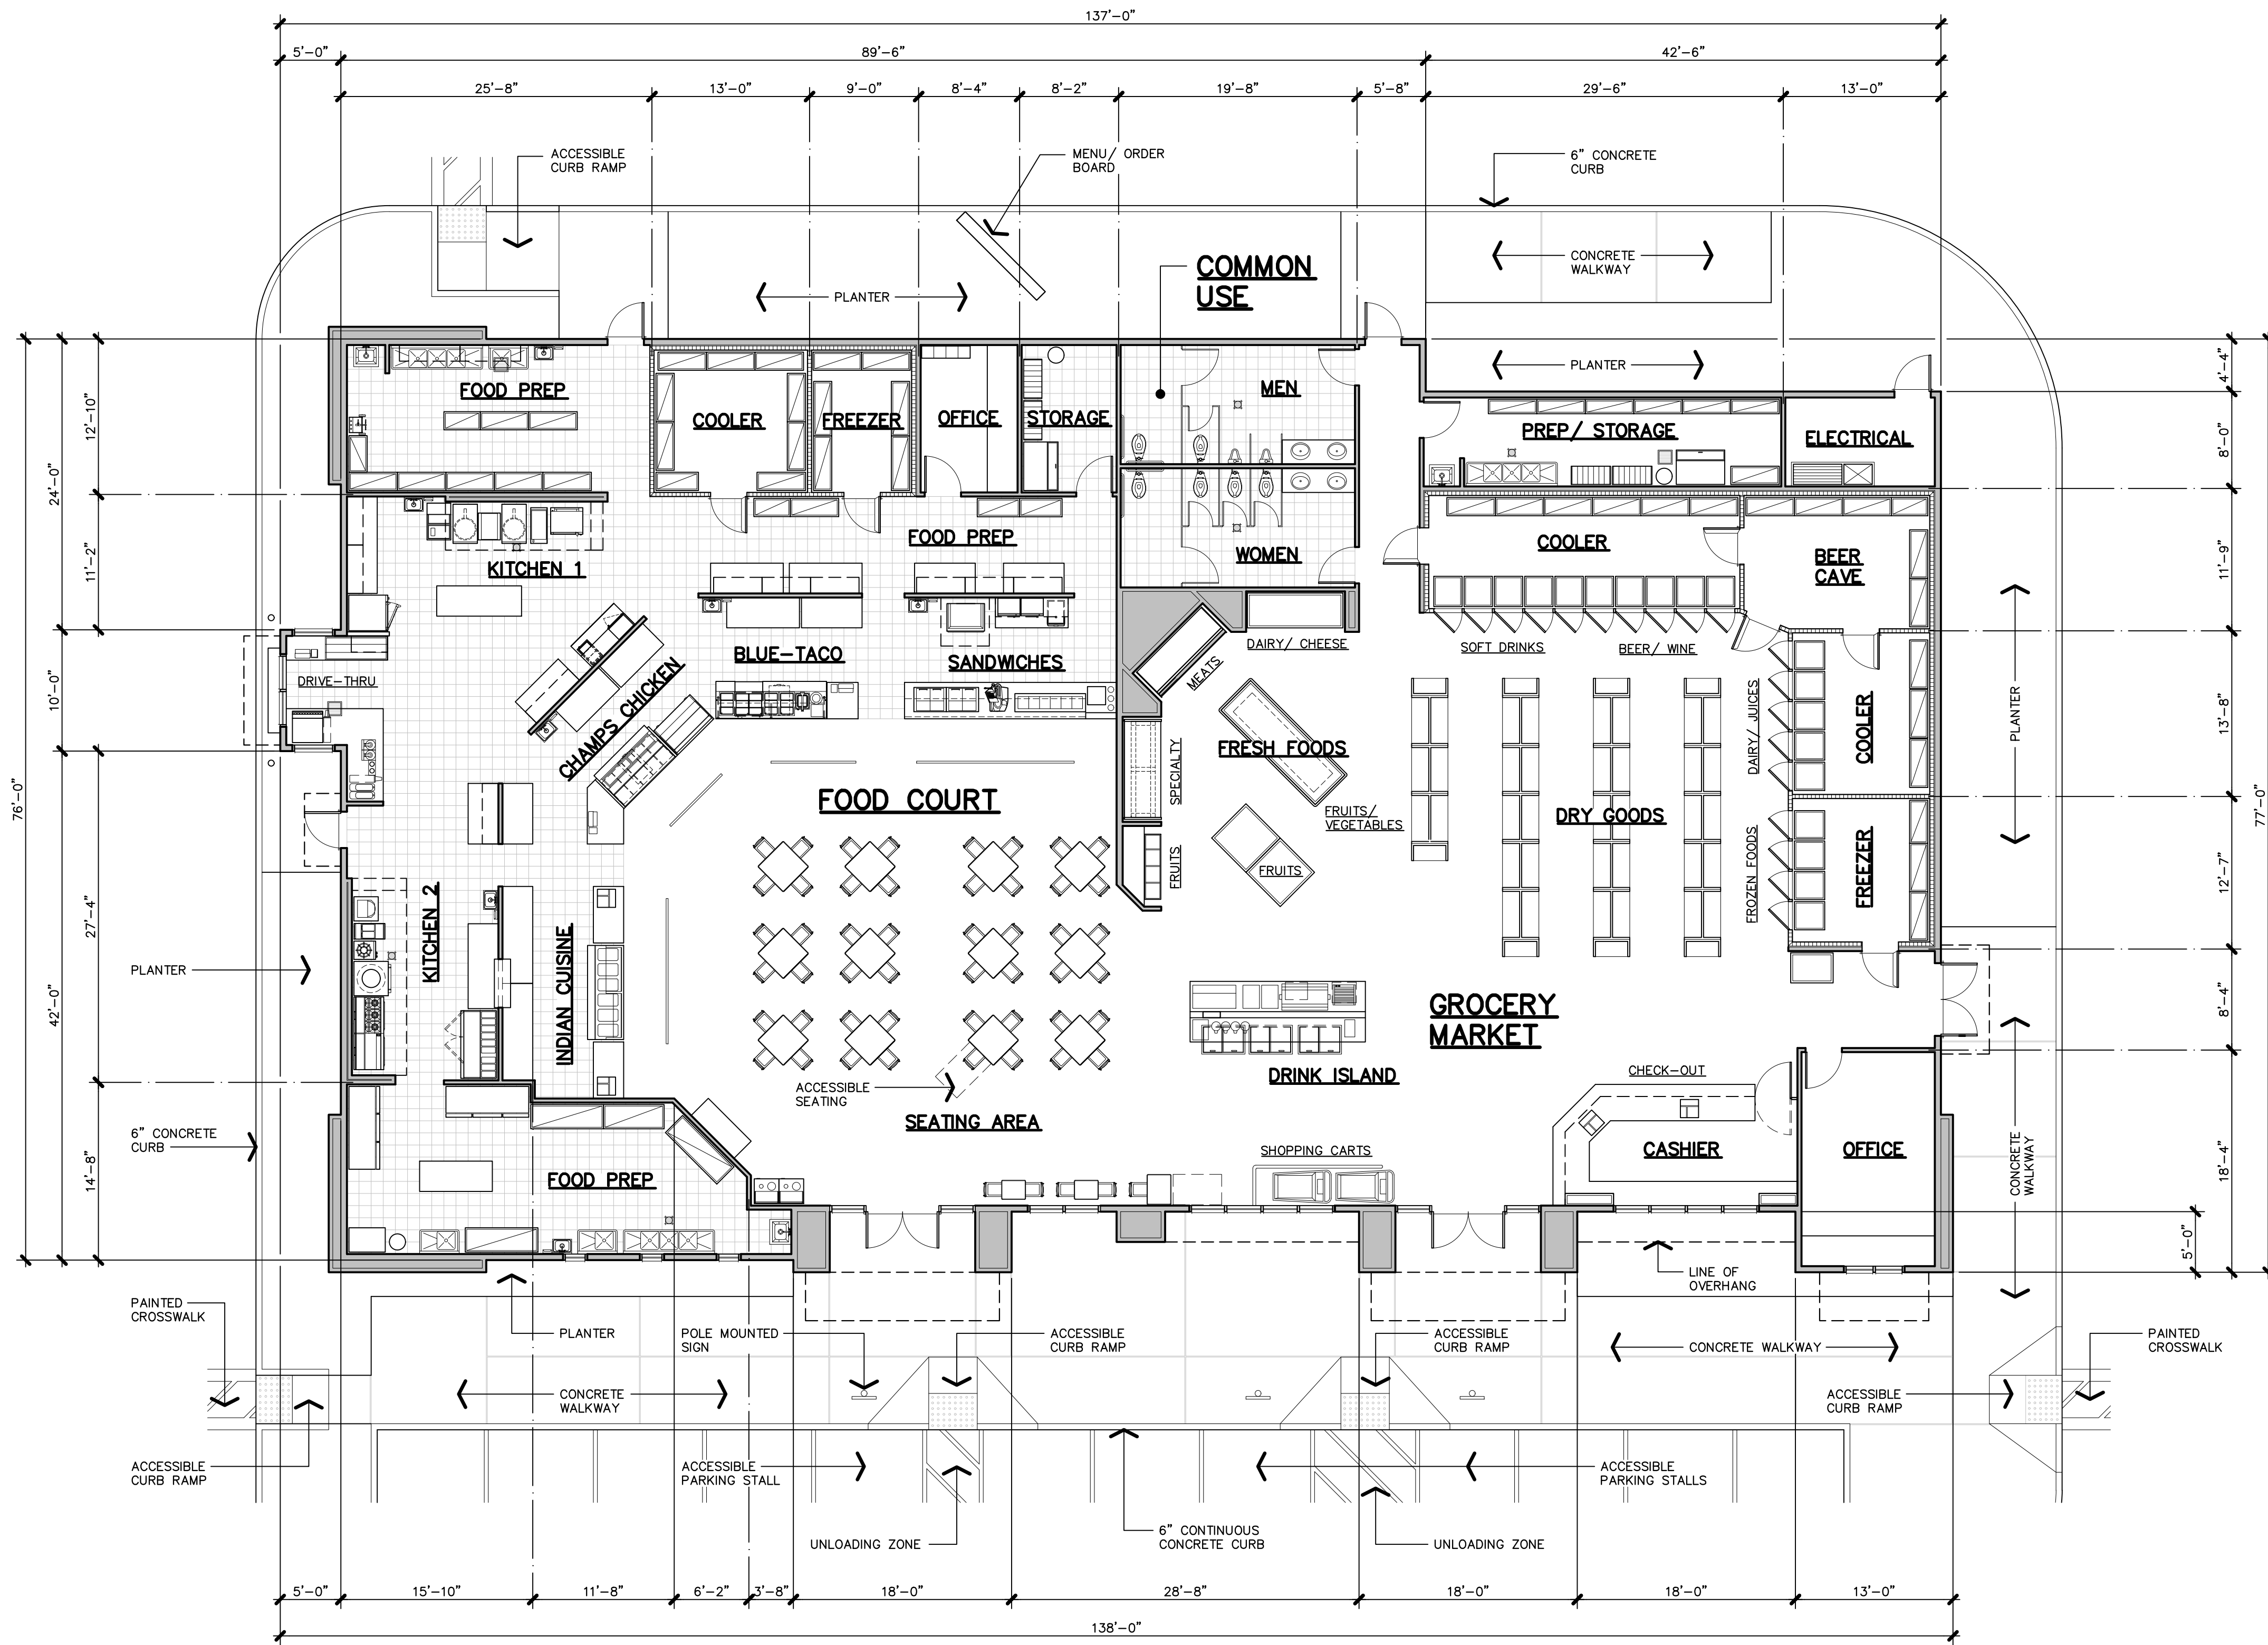 137'-0"
5'-0"
89'-6"
42'-6"
25'-8"
13'-0"
9'-0"
8'-4"
8'-2"
19'-8"
5'-8"
29'-6"
13'-0"
ACCESSIBLE
CURB RAMP
MENU/ ORDER
BOARD
6" CONCRETE
CURB
COMMON
USE
CONCRETE
WALKWAY
PLANTER
PLANTER
FOOD PREP
COOLER
FREEZER
OFFICE
STORAGE
MEN
PREP/ STORAGE
ELECTRICAL
4'-4"
12'-10"
8'-0"
24'-0"
11'-2"
KITCHEN 1
FOOD PREP
WOMEN
COOLER
BEER
CAVE
11'-9"
DAIRY/ CHEESE
SOFT DRINKS
BEER/ WINE
MEATS
BLUE-TACO
SANDWICHES
DRIVE-THRU
CHAMPS CHICKEN
10'-0"
SPECIALTY
FRESH FOODS
DAIRY/ JUICES
COOLER
13'-8"
PLANTER
76'-0"
77'-0"
FOOD COURT
FRUITS/
VEGETABLES
DRY GOODS
FRUITS
FRUITS
FROZEN FOODS
FREEZER
12'-7"
27'-4"
KITCHEN 2
INDIAN CUISINE
PLANTER
42'-0"
GROCERY
MARKET
8'-4"
DRINK ISLAND
ACCESSIBLE
SEATING
SEATING AREA
CHECK-OUT
CASHIER
OFFICE
CONCRETE
WALKWAY
18'-4"
6" CONCRETE
CURB
14'-8"
FOOD PREP
SHOPPING CARTS
5'-0"
LINE OF
OVERHANG
PAINTED
CROSSWALK
PLANTER
POLE MOUNTED
SIGN
ACCESSIBLE
CURB RAMP
ACCESSIBLE
CURB RAMP
CONCRETE WALKWAY
PAINTED
CROSSWALK
CONCRETE
WALKWAY
ACCESSIBLE
CURB RAMP
ACCESSIBLE
CURB RAMP
ACCESSIBLE
PARKING STALL
ACCESSIBLE
PARKING STALLS
UNLOADING ZONE
6" CONTINUOUS
CONCRETE CURB
UNLOADING ZONE
5'-0"
15'-10"
11'-8"
6'-2"
3'-8"
18'-0"
28'-8"
18'-0"
18'-0"
13'-0"
138'-0"